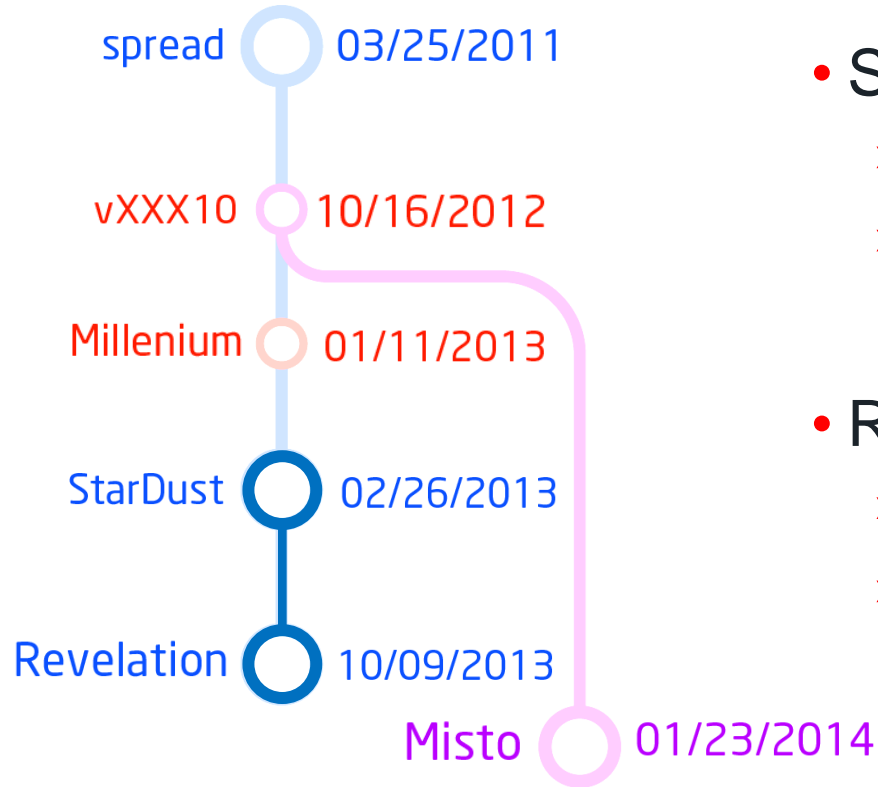 spread 03/25/2011
vXXX10 10/16/2012
Millenium 01/11/2013
StarDust 02/26/2013
Revelation 10/09/2013
Misto 01/23/2014